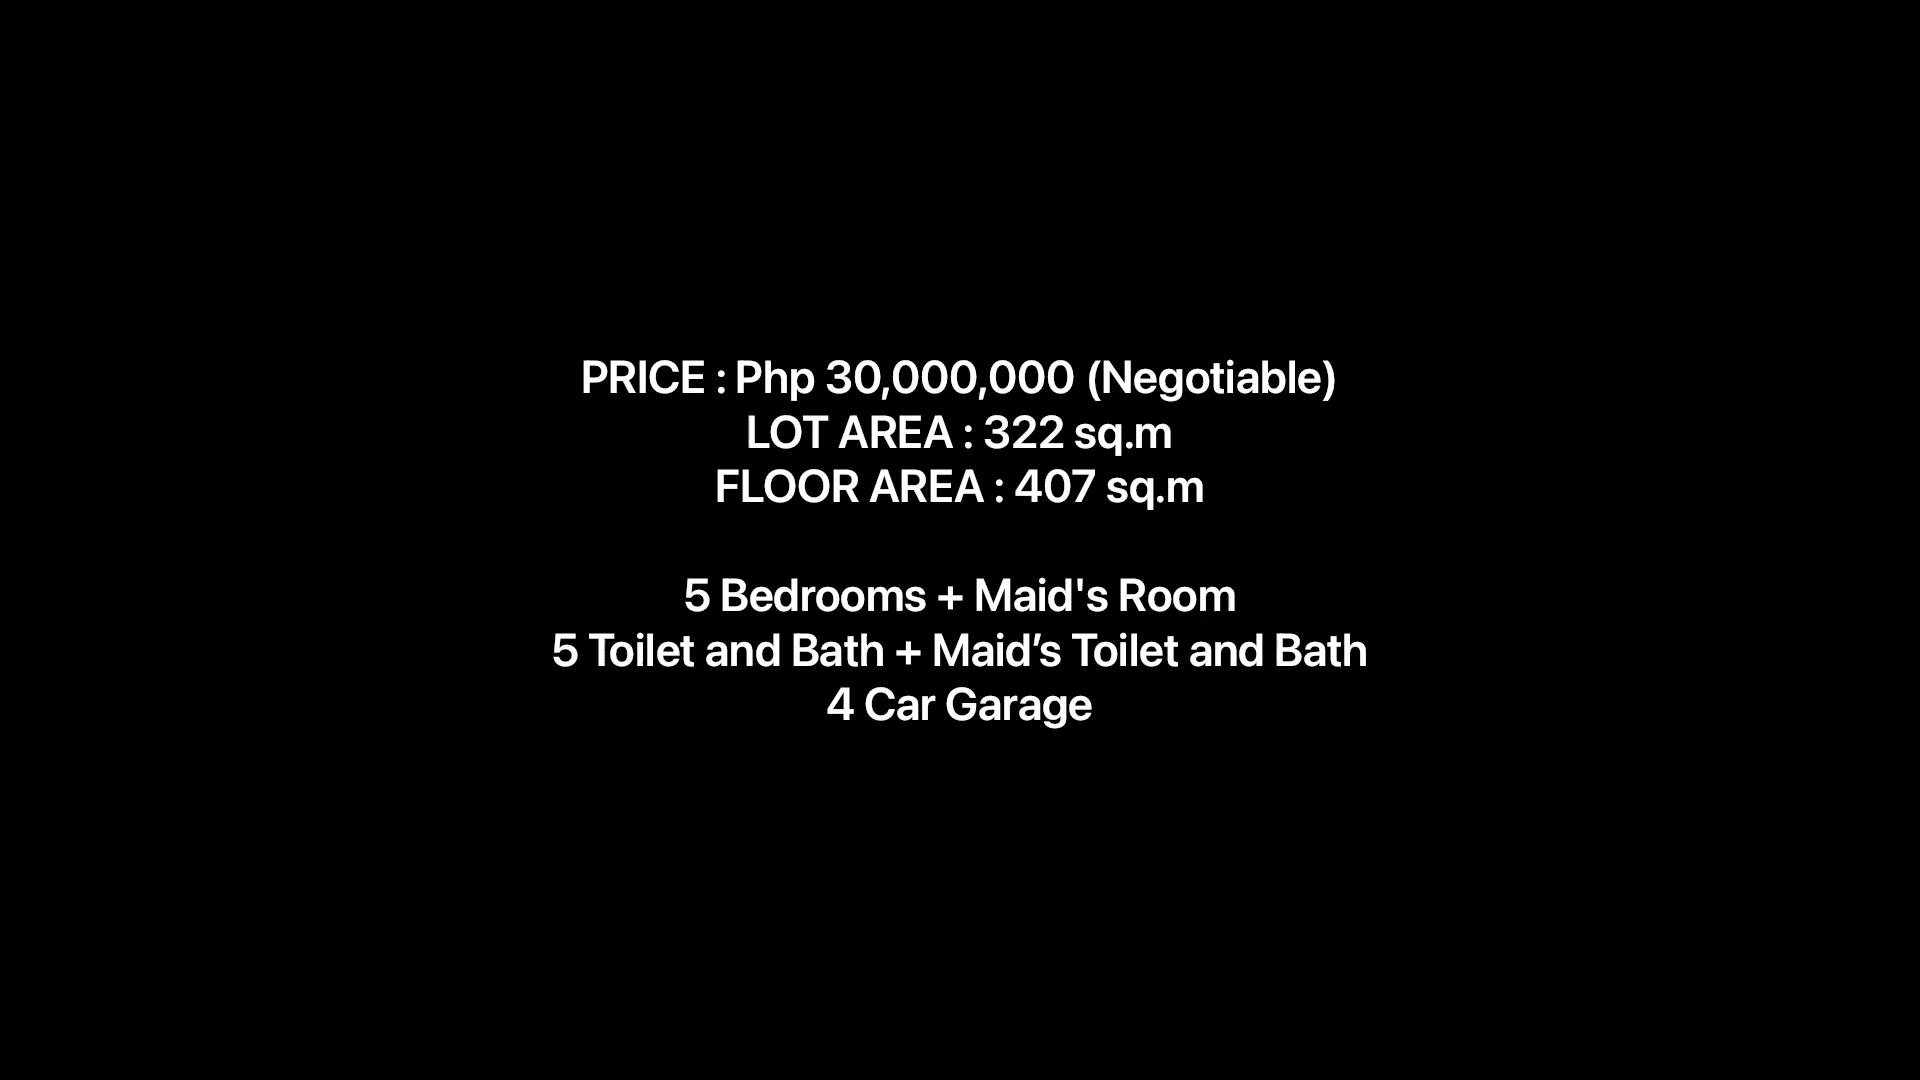 PRICE : Php 30,000,000 (Negotiable)
LOT AREA : 322 sq.m
FLOOR AREA : 407 sq.m
5 Bedrooms + Maid's Room
5 Toilet and Bath + Maid’s Toilet and Bath
4 Car Garage